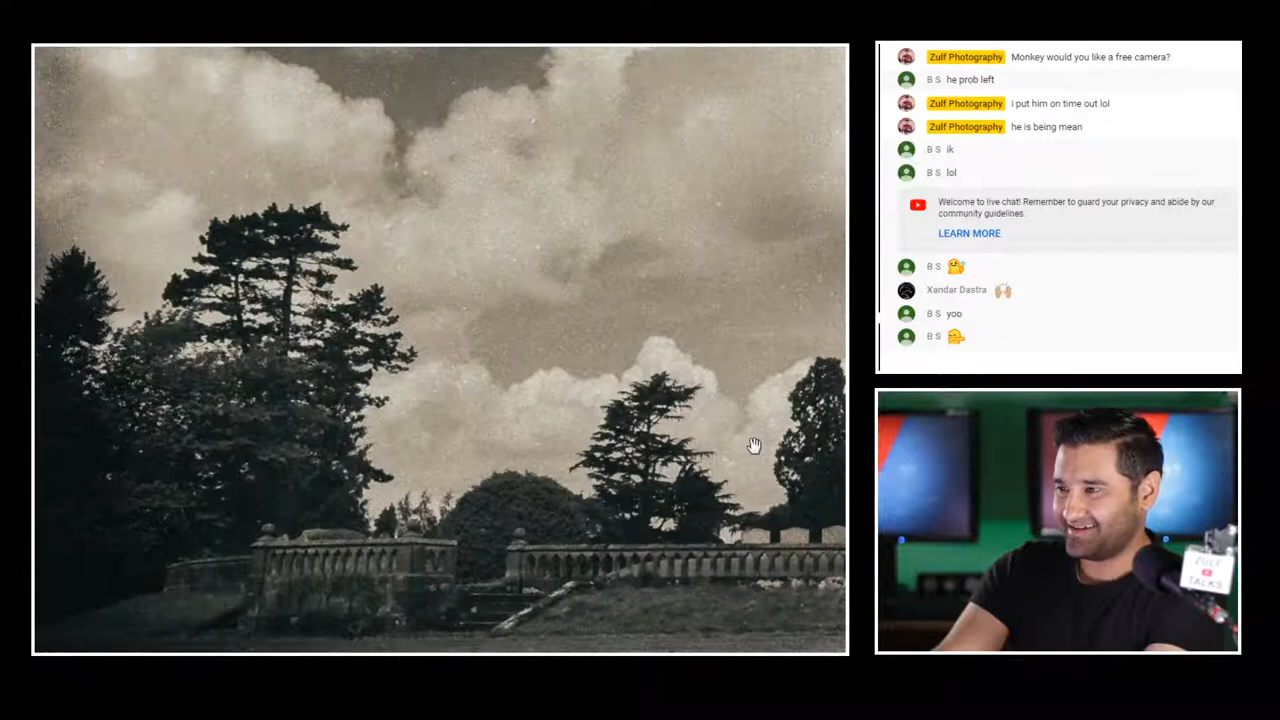 Zulf Photography Monkey would you like a free camera?
B S he prob left
Zulf Photography i put him on time out lol
Zulf Photography he is being mean
B S ik
B S lol
Welcome to live chat! Remember to guard your privacy and abide by our
community guidelines.
LEARN MORE
B S 🤗
Xandar Dastra 🙌🏼
B S yoo
B S
ZULF
TALKS